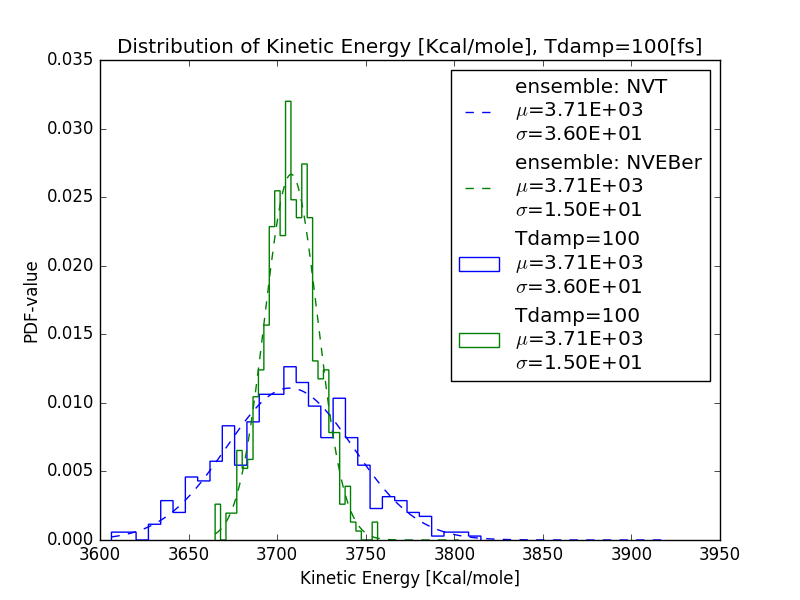 Distribution of Kinetic Energy [Kcal/mole], Tdamp=100[fs]
0.035
0.030
0.025
0.020
0.015
0.010
0.005
0.000
PDF-value
ensemble: NVT
μ=3.71E+03
σ=3.60E+01
ensemble: NVEBer
μ=3.71E+03
σ=1.50E+01
Tdamp=100
μ=3.71E+03
σ=3.60E+01
Tdamp=100
μ=3.71E+03
σ=1.50E+01
3600 3650 3700 3750 3800 3850 3900 3950
Kinetic Energy [Kcal/mole]